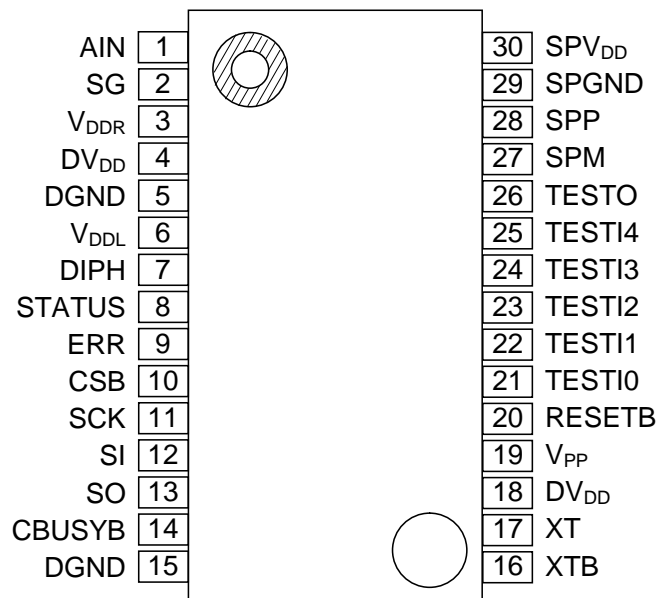 AIN 1 30 SPVDD
SG 2 29 SPGND
VDDR 3 28 SPP
DVDD 4 27 SPM
DGND 5 26 TESTO
VDDL 6 25 TESTI4
DIPH 7 24 TESTI3
STATUS 8 23 TESTI2
ERR 9 22 TESTI1
CSB 10 21 TESTI0
SCK 11 20 RESETB
SI 12 19 VPP
SO 13 18 DVDD
CBUSYB 14 17 XT
DGND 15 16 XTB